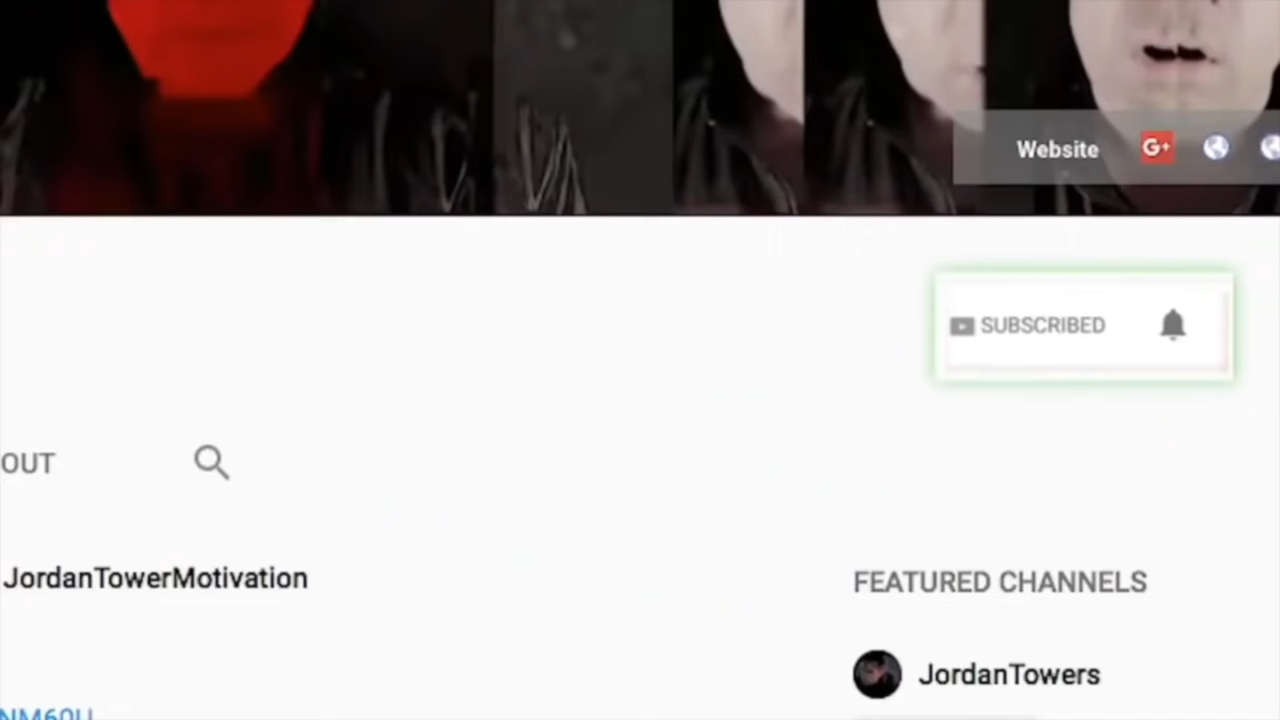 Website G+
SUBSCRIBED
OUT
JordanTowerMotivation
FEATURED CHANNELS
JordanTowers